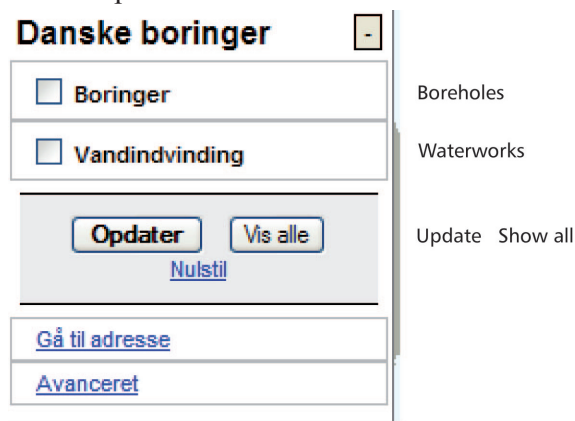 Danske boringer -
Boringer Boreholes
Vandindvinding Waterworks
Opdater Vis alle Update Show all
Nulstil
Gå til adresse
Avanceret